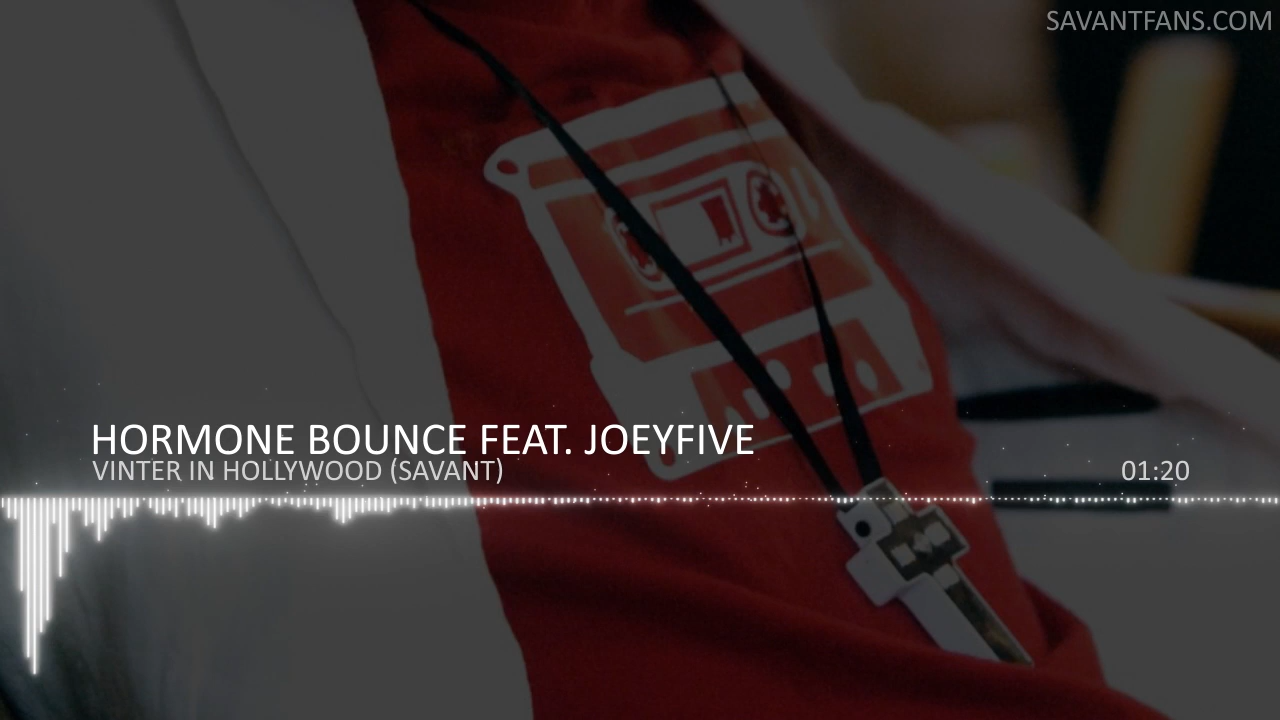 SAVANTFANS.COM
HORMONE BOUNCE FEAT. JOEYFIVE
VINTER IN HOLLYWOOD (SAVANT)
01:20